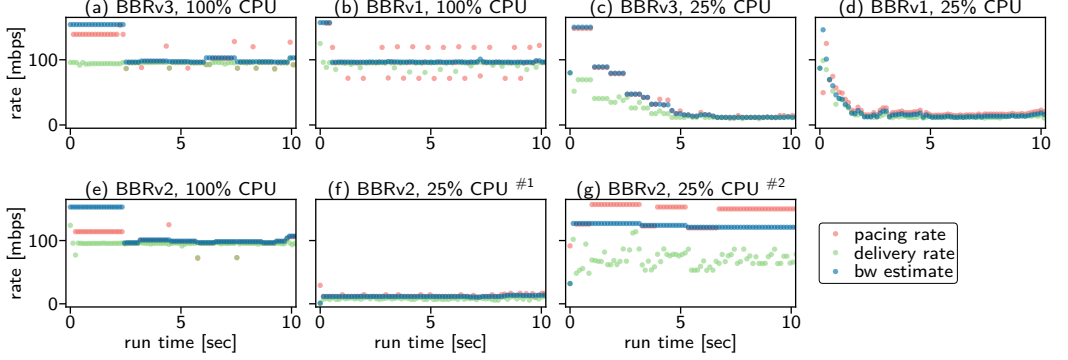 (a) BBRv3, 100% CPU
(b) BBRv1, 100% CPU
(c) BBRv3, 25% CPU
(d) BBRv1, 25% CPU
rate [mbps]
100
0
0
5
10
0
5
10
0
5
10
0
5
10
(e) BBRv2, 100% CPU
(f) BBRv2, 25% CPU #1
(g) BBRv2, 25% CPU #2
rate [mbps]
100
0
0
5
10
0
5
10
0
5
10
run time [sec]
run time [sec]
run time [sec]
pacing rate
delivery rate
bw estimate